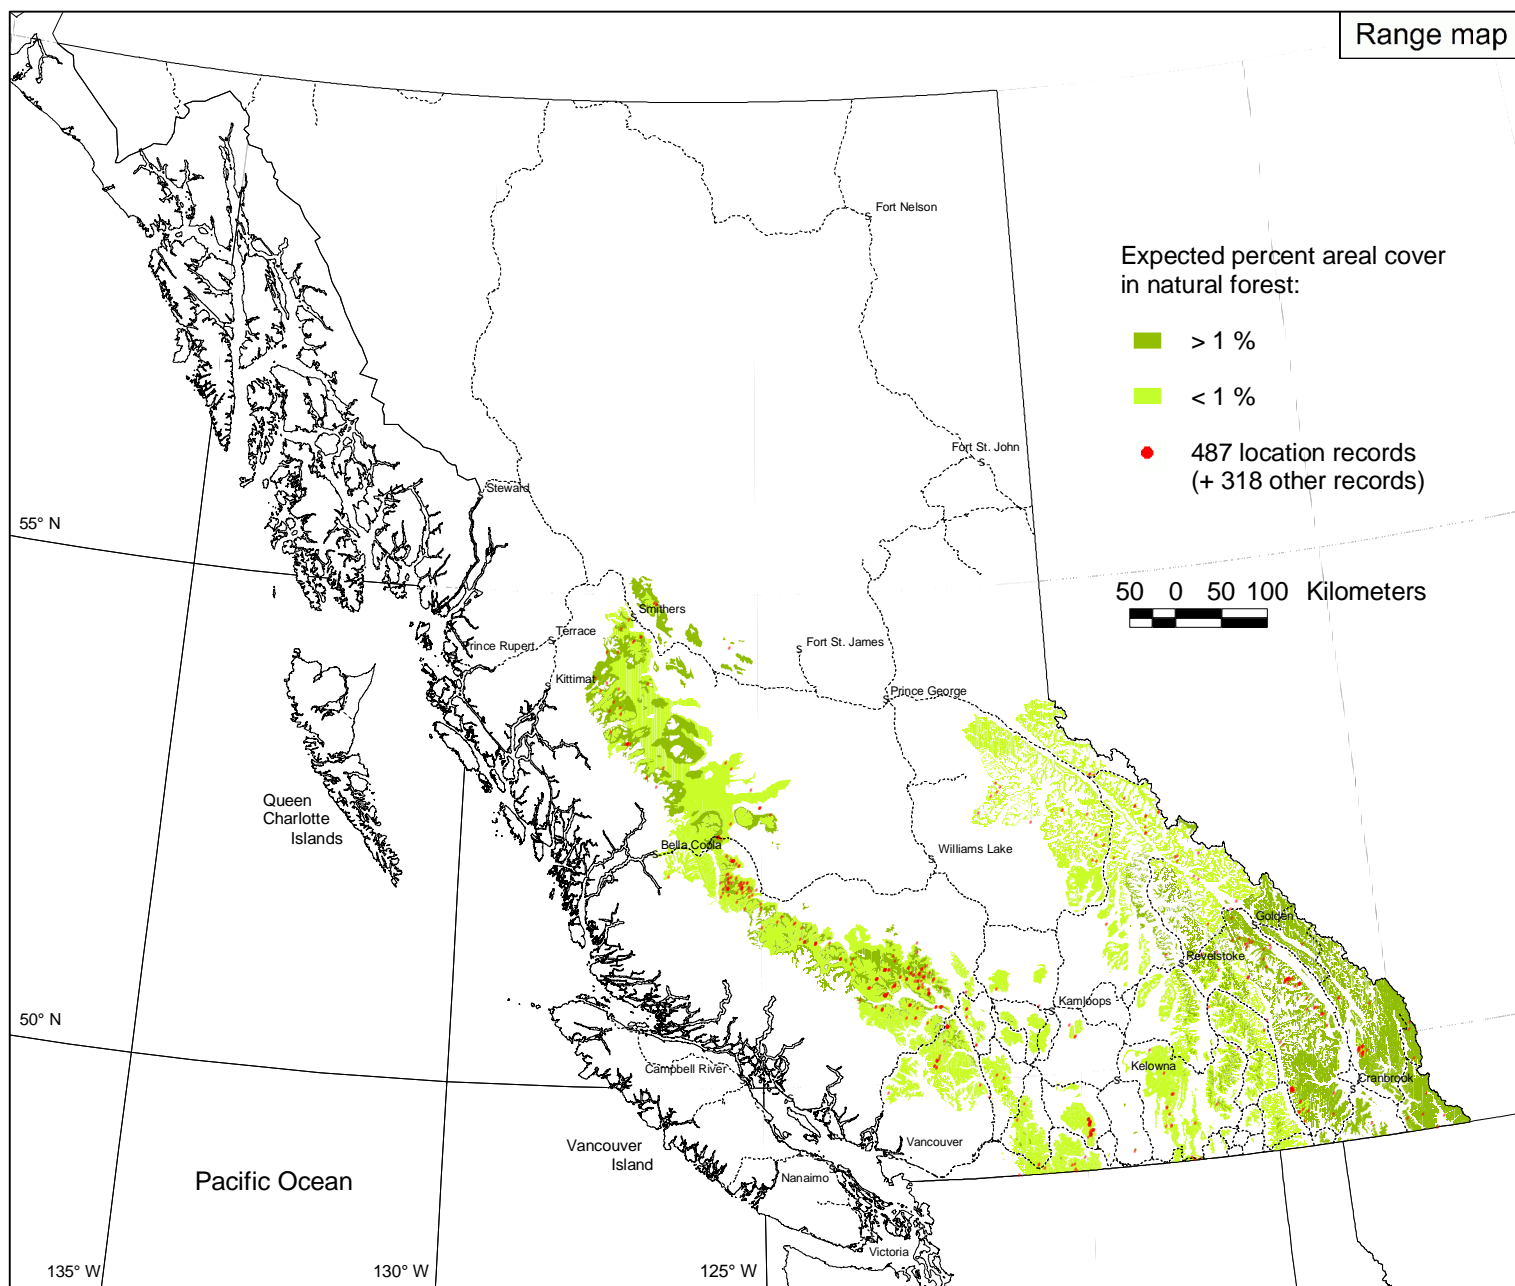 Range map
Fort Nelson
Expected percent areal cover
in natural forest:
> 1 %
< 1 %
Fort St. John
487 location records
(+ 318 other records)
Steward
55° N
50 0 50 100 Kilometers
Smithers
Terrace
Prince Rupert
Fort St. James
Kittimat
Prince George
Queen
Charlotte
Islands
Bella Coola
Williams Lake
Golden
Revelstoke
Kamloops
50° N
Campbell River
Kelowna
Cranbrook
Vancouver
Island
Vancouver
Pacific Ocean
Nanaimo
Victoria
135° W
130° W
125° W